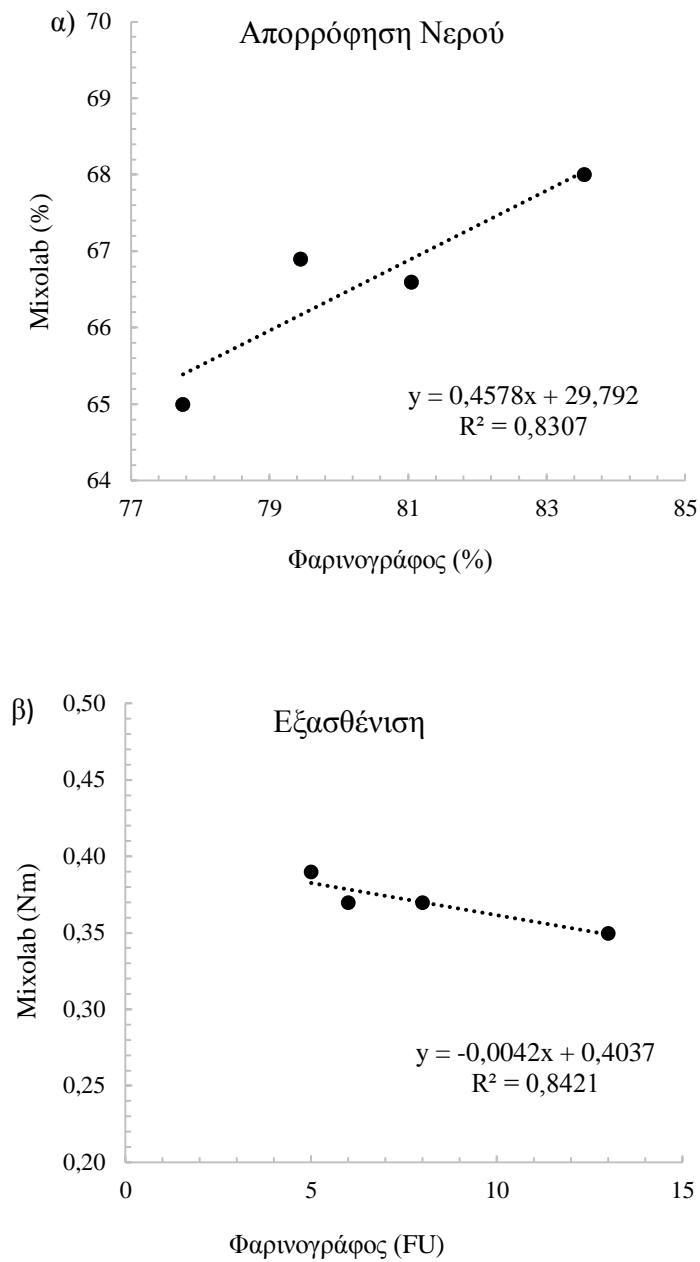 α)
Απορρόφηση Νερού
70
69
68
67
66
65
64
Mixolab (%)
y = 0,4578x + 29,792
R² = 0,8307
77 79 81 83 85
Φαρινογράφος (%)
β)
Εξασθένιση
0,50
0,45
0,40
0,35
0,30
0,25
0,20
Mixolab (Nm)
y = -0,0042x + 0,4037
R² = 0,8421
0 5 10 15
Φαρινογράφος (FU)